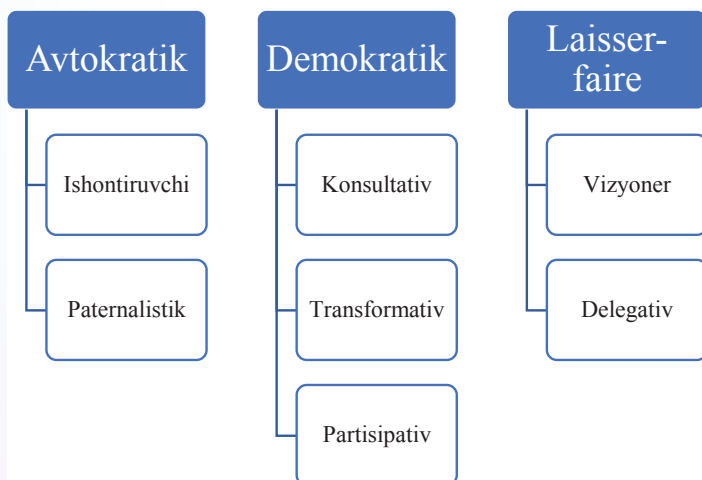 Avtokratik
Ishontiruvchi
Paternalistik
Demokratik
Konsultativ
Transformativ
Partisipativ
Laisser-
faire
Vizyoner
Delegativ